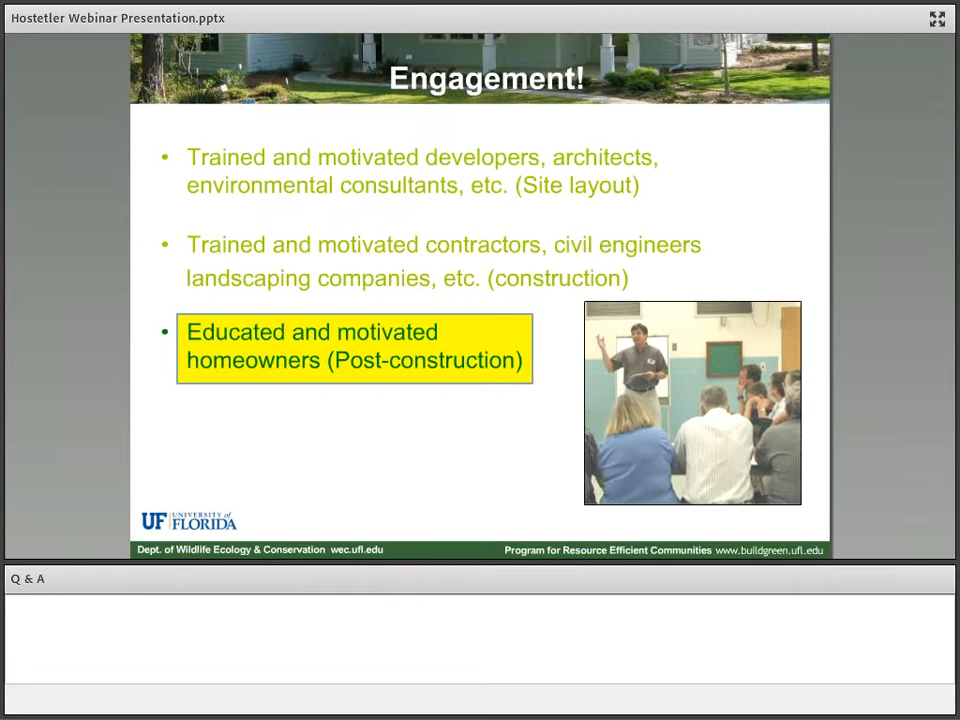 Hostetler Webinar Presentation.pptx
Engagement!
• Trained and motivated developers, architects,
environmental consultants, etc. (Site layout)
• Trained and motivated contractors, civil engineers
landscaping companies, etc. (construction)
• Educated and motivated
homeowners (Post-construction)
UF UNIVERSITY of
FLORIDA
Dept. of Wildlife Ecology & Conservation wec.ufl.edu
Program for Resource Efficient Communities www.buildgreen.ufl.edu
Q & A